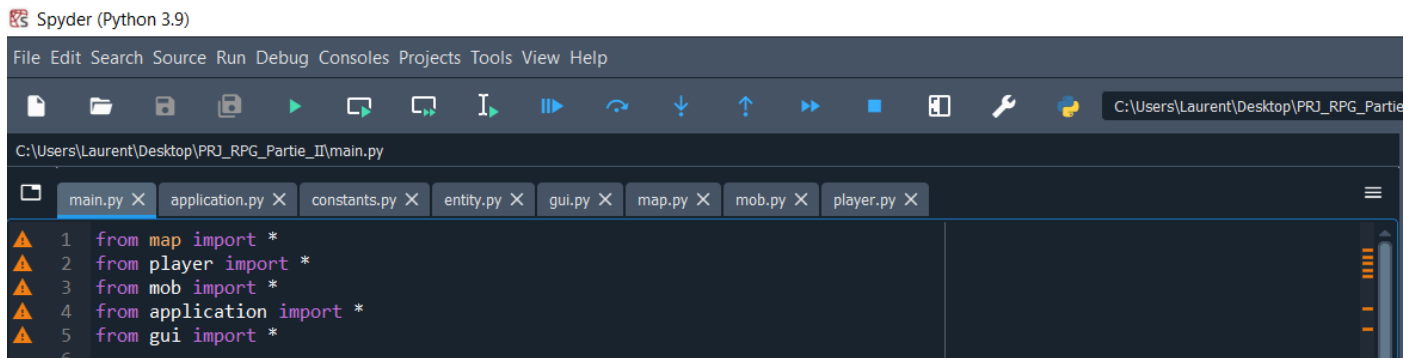 Spyder (Python 3.9)
File Edit Search Source Run Debug Consoles Projects Tools View Help
C:\Users\Laurent\Desktop\PRJ_RPG_Partie
C:\Users\Laurent\Desktop\PRJ_RPG_Partie_II\main.py
main.py application.py constants.py entity.py gui.py map.py mob.py player.py
1 from map import *
2 from player import *
3 from mob import *
4 from application import *
5 from gui import *
6